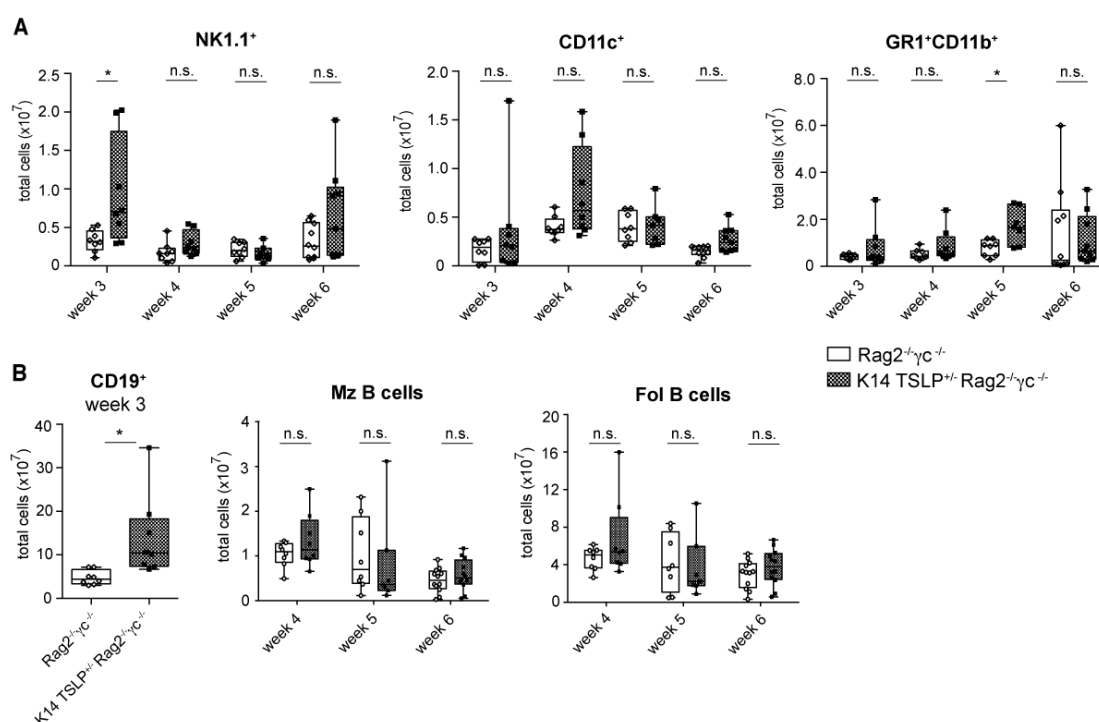 A
NK1.1⁺
CD11c⁺
GR1⁺CD11b⁺
total cells (x10⁷)
2.5
2.0
1.5
1.0
0.5
0
* n.s. n.s. n.s.
week 3 week 4 week 5 week 6
total cells (x10⁷)
2.0
1.5
1.0
0.5
0
n.s. n.s. n.s. n.s.
week 3 week 4 week 5 week 6
total cells (x10⁷)
8.0
6.0
4.0
2.0
0
n.s. n.s. * n.s.
week 3 week 4 week 5 week 6
Rag2⁻/⁻γc ⁻/⁻
K14 TSLP⁺/⁻ Rag2⁻/⁻γc ⁻/⁻
B
CD19⁺
week 3
total cells (x10⁷)
40
30
20
10
0
*
Rag2⁻/⁻γc ⁻/⁻
K14 TSLP⁺/⁻ Rag2⁻/⁻γc ⁻/⁻
Mz B cells
total cells (x10⁷)
4
3
2
1
0
n.s. n.s. n.s.
week 4 week 5 week 6
Fol B cells
total cells (x10⁷)
20
16
12
8
4
0
n.s. n.s. n.s.
week 4 week 5 week 6